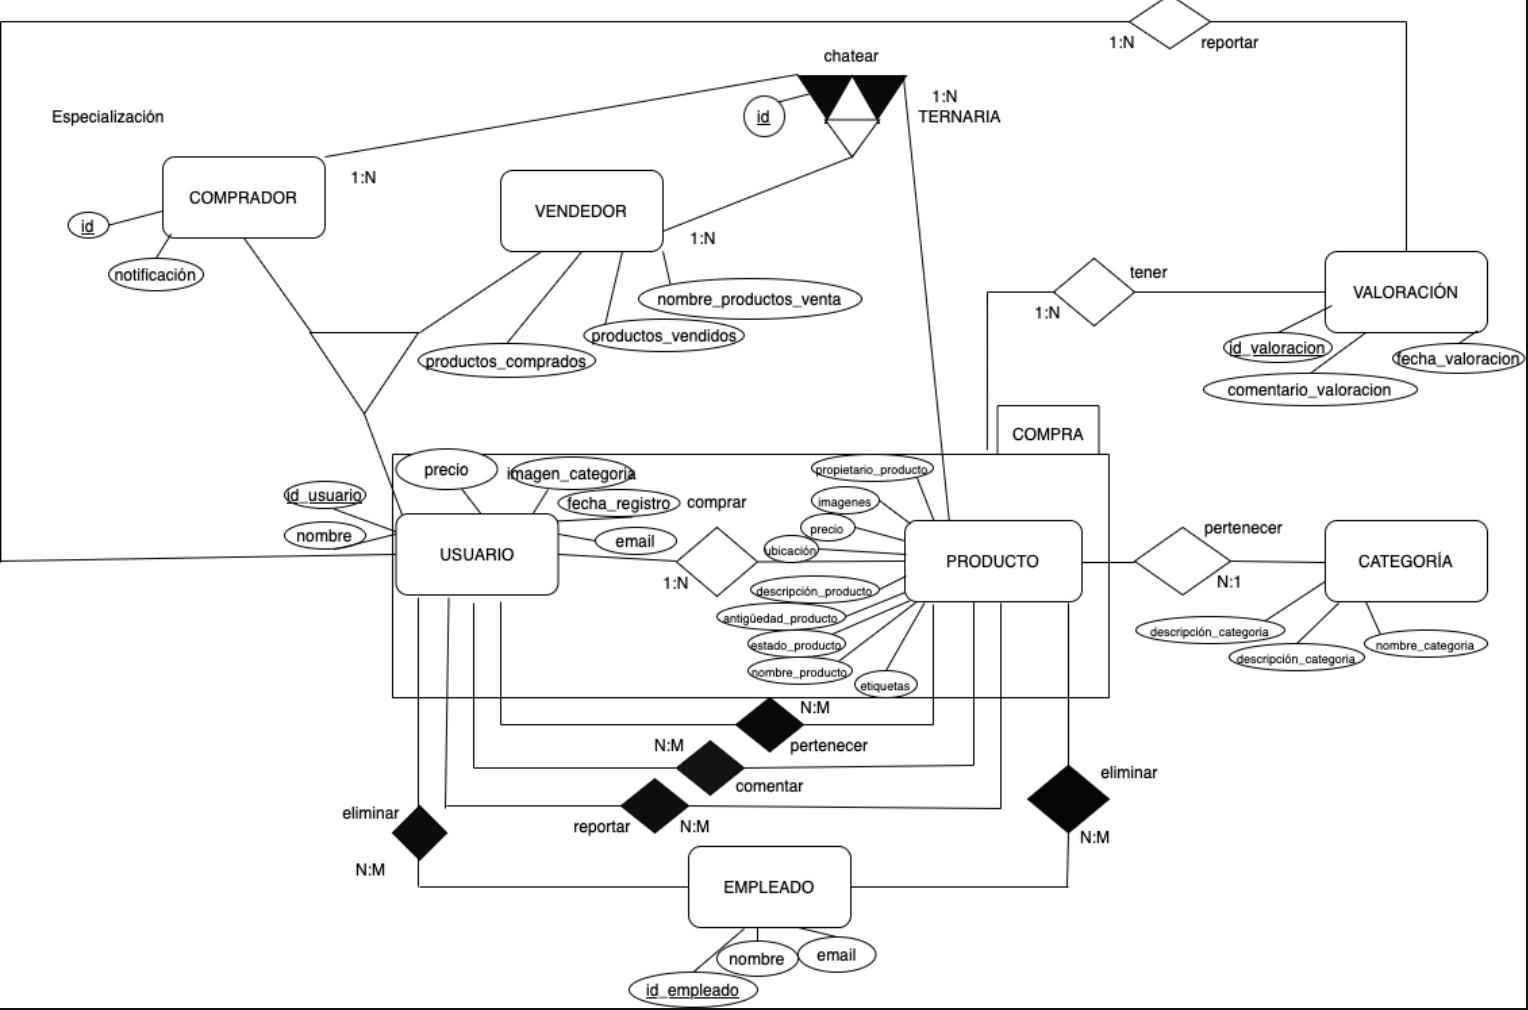 1:N
reportar
chatear
id
1:N
TERNARIA
Especialización
COMPRADOR
1:N
id
notificación
VENDEDOR
1:N
nombre_productos_venta
productos_vendidos
productos_comprados
tener
1:N
VALORACIÓN
id_valoracion
fecha_valoracion
comentario_valoracion
COMPRA
precio
imagen_categoria
id_usuario
fecha_registro
nombre
email
USUARIO
comprar
1:N
propietario_producto
imagenes
precio
ubicación
descripción_producto
antigüedad_producto
estado_producto
nombre_producto
etiquetas
PRODUCTO
pertenecer
N:1
CATEGORÍA
descripción_categoria
descripción_categoria
nombre_categoria
N:M
pertenecer
N:M
comentar
reportar
N:M
eliminar
N:M
eliminar
N:M
EMPLEADO
nombre
email
id_empleado